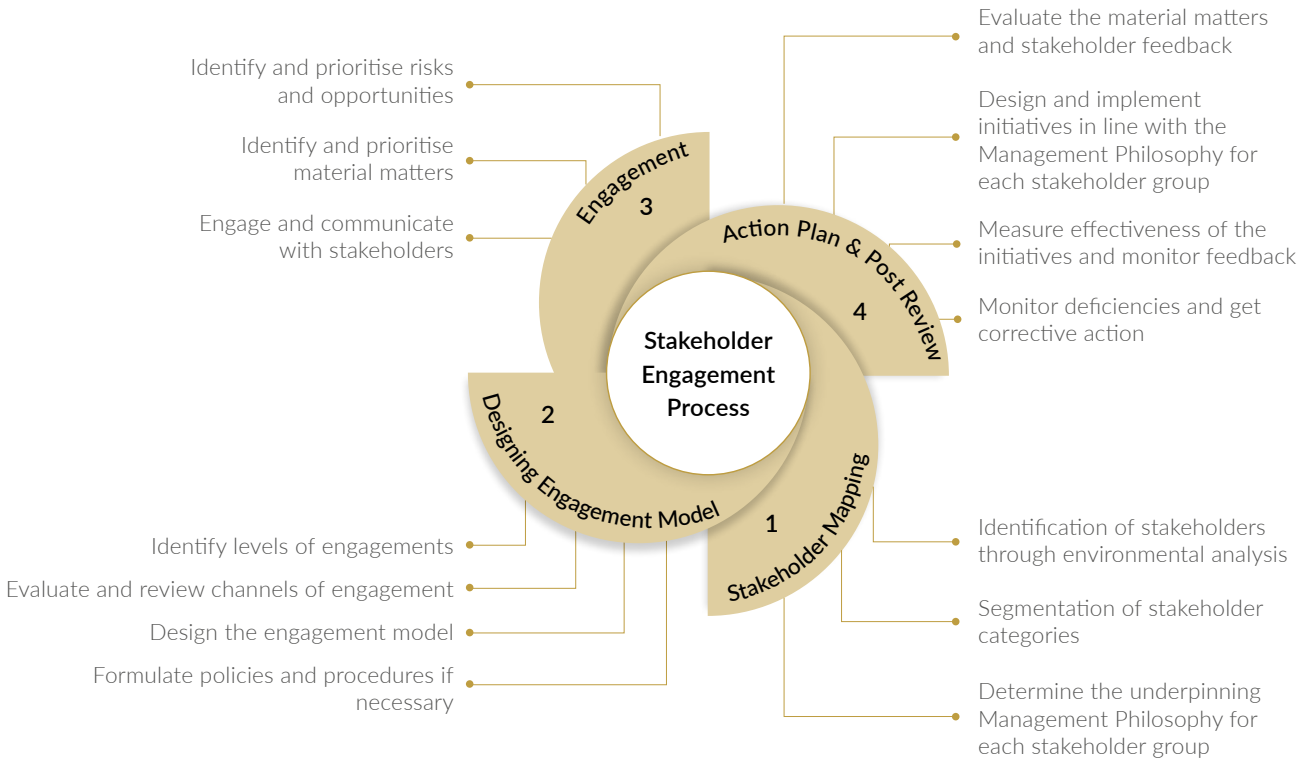 Stakeholder
Engagement
Process
1
Stakeholder Mapping
Identification of stakeholders
through environmental analysis
Segmentation of stakeholder
categories
Determine the underpinning
Management Philosophy for
each stakeholder group
2
Designing Engagement Model
Identify levels of engagements
Evaluate and review channels of engagement
Design the engagement model
Formulate policies and procedures if
necessary
Engagement
3
Identify and prioritise risks
and opportunities
Identify and prioritise
material matters
Engage and communicate
with stakeholders
Action Plan & Post Review
4
Evaluate the material matters
and stakeholder feedback
Design and implement
initiatives in line with the
Management Philosophy for
each stakeholder group
Measure effectiveness of the
initiatives and monitor feedback
Monitor deficiencies and get
corrective action